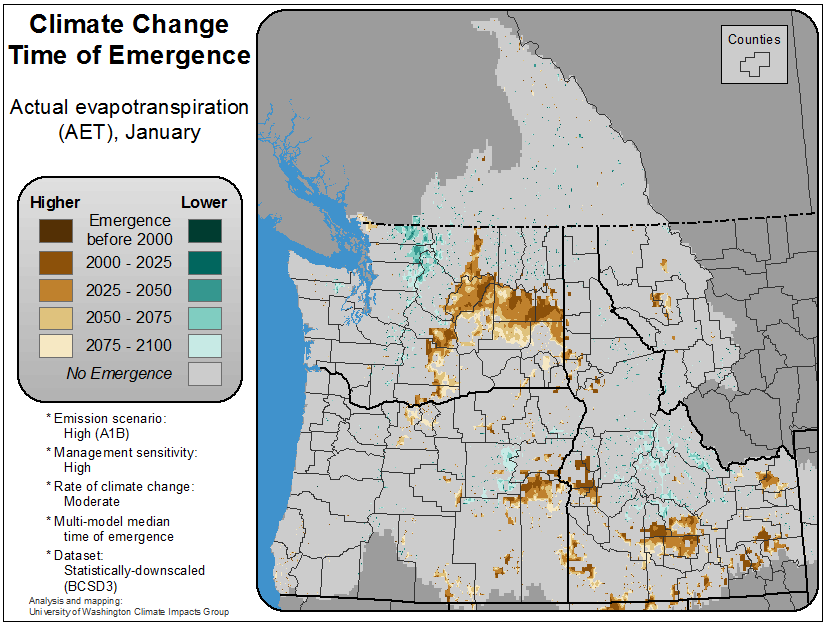 Climate Change
Time of Emergence
Actual evapotranspiration
(AET), January
Counties
Higher
Lower
Emergence
before 2000
2000 - 2025
2025 - 2050
2050 - 2075
2075 - 2100
No Emergence
* Emission scenario:
High (A1B)
* Management sensitivity:
High
* Rate of climate change:
Moderate
* Multi-model median
time of emergence
* Dataset:
Statistically-downscaled
(BCSD3)
Analysis and mapping:
University of Washington Climate Impacts Group